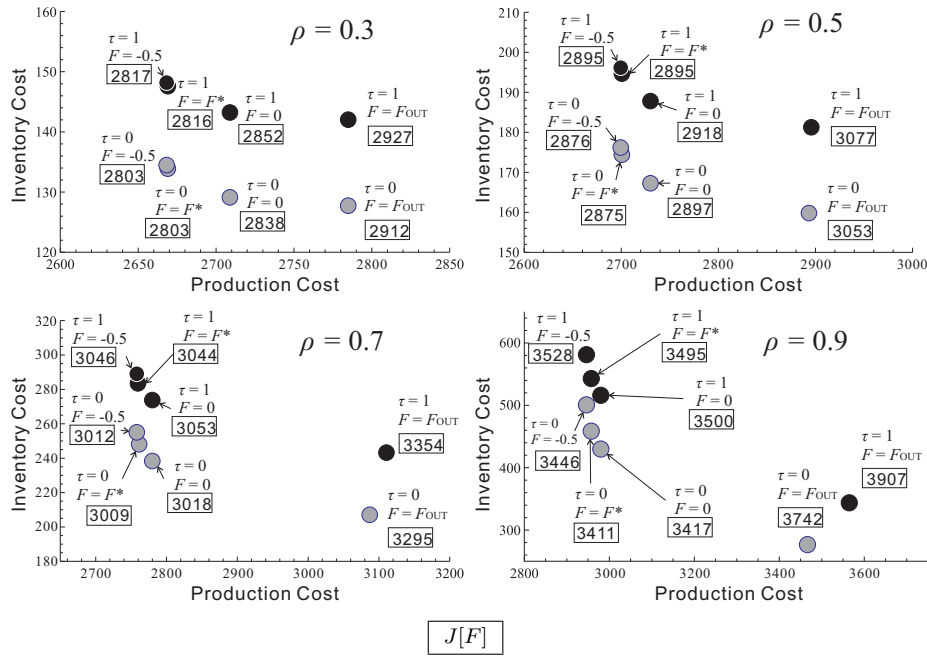 ρ = 0.3
Inventory Cost
160
150
140
130
120
τ = 1
F = -0.5
2817
τ = 1
F = F*
2816
τ = 1
F = 0
2852
τ = 1
F = FOUT
2927
τ = 0
F = -0.5
2803
τ = 0
F = F*
2803
τ = 0
F = 0
2838
τ = 0
F = FOUT
2912
2600 2650 2700 2750 2800 2850
Production Cost
ρ = 0.5
Inventory Cost
210
200
190
180
170
160
150
τ = 1
F = -0.5
2895
τ = 1
F = F*
2895
τ = 1
F = 0
2918
τ = 1
F = FOUT
3077
τ = 0
F = -0.5
2876
τ = 0
F = F*
2875
τ = 0
F = 0
2897
τ = 0
F = FOUT
3053
2600 2700 2800 2900 3000
Production Cost
ρ = 0.7
Inventory Cost
320
300
280
260
240
220
200
180
τ = 1
F = -0.5
3046
τ = 1
F = F*
3044
τ = 1
F = 0
3053
τ = 1
F = FOUT
3354
τ = 0
F = -0.5
3012
τ = 0
F = F*
3009
τ = 0
F = 0
3018
τ = 0
F = FOUT
3295
2700 2800 2900 3000 3100 3200
Production Cost
ρ = 0.9
Inventory Cost
600
500
400
300
τ = 1
F = -0.5
3528
τ = 1
F = F*
3495
τ = 1
F = 0
3500
τ = 1
F = FOUT
3907
τ = 0
F = -0.5
3446
τ = 0
F = F*
3411
τ = 0
F = 0
3417
τ = 0
F = FOUT
3742
2800 3000 3200 3400 3600
Production Cost
J[F]